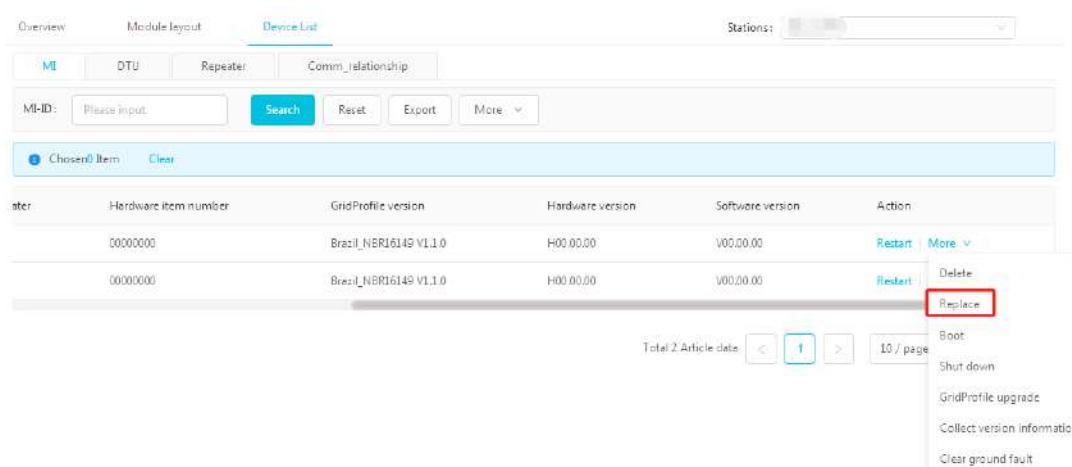 Overview Module layout Device List Stations:
MI DTU Repeater Comm_relationship
MI-ID: Please input Search Reset Export More
Chosen0 Item Clear
ater Hardware item number GridProfile version Hardware version Software version Action
00000000 Brazil_NBR16149 V1.1.0 H00.00.00 V00.00.00 Restart More
00000000 Brazil_NBR16149 V1.1.0 H00.00.00 V00.00.00 Restart
Delete
Replace
Total 2 Article data < 1 > 10 / page
Boot
Shut down
GridProfile upgrade
Collect version informatio
Clear ground fault